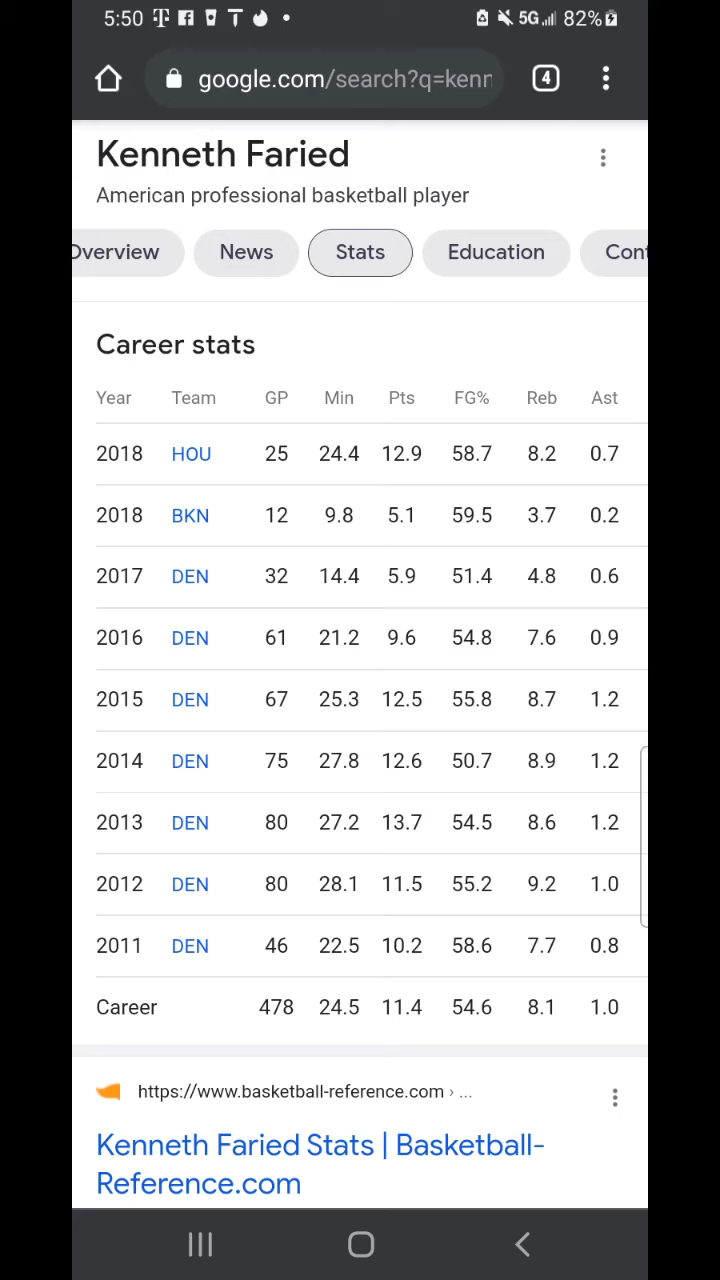 5:50 82%
5G
google.com/search?q=kenn 4
Kenneth Faried
American professional basketball player
Overview News Stats Education Cont
Career stats
Year Team GP Min Pts FG% Reb Ast
2018 HOU 25 24.4 12.9 58.7 8.2 0.7
2018 BKN 12 9.8 5.1 59.5 3.7 0.2
2017 DEN 32 14.4 5.9 51.4 4.8 0.6
2016 DEN 61 21.2 9.6 54.8 7.6 0.9
2015 DEN 67 25.3 12.5 55.8 8.7 1.2
2014 DEN 75 27.8 12.6 50.7 8.9 1.2
2013 DEN 80 27.2 13.7 54.5 8.6 1.2
2012 DEN 80 28.1 11.5 55.2 9.2 1.0
2011 DEN 46 22.5 10.2 58.6 7.7 0.8
Career 478 24.5 11.4 54.6 8.1 1.0
https://www.basketball-reference.com › ...
Kenneth Faried Stats | Basketball-
Reference.com